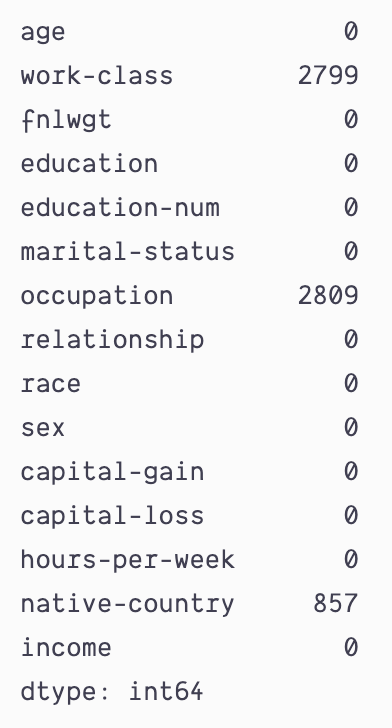 age 0
work-class 2799
fnlwgt 0
education 0
education-num 0
marital-status 0
occupation 2809
relationship 0
race 0
sex 0
capital-gain 0
capital-loss 0
hours-per-week 0
native-country 857
income 0
dtype: int64